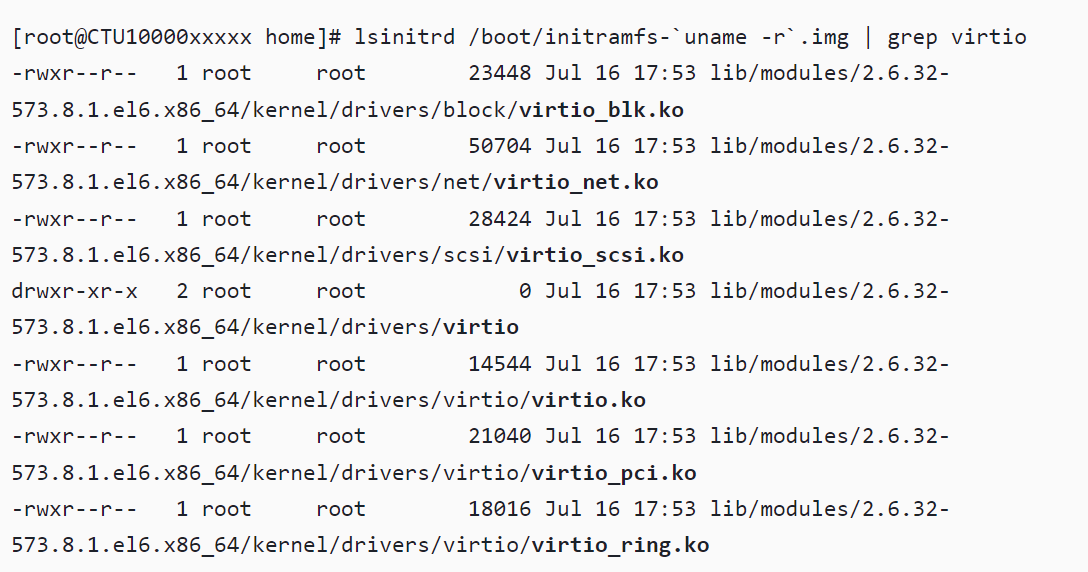 [root@CTU10000xxxxx home]# lsinitrd /boot/initramfs-`uname -r`.img | grep virtio
-rwxr--r--   1 root     root        23448 Jul 16 17:53 lib/modules/2.6.32-
573.8.1.el6.x86_64/kernel/drivers/block/virtio_blk.ko
-rwxr--r--   1 root     root        50704 Jul 16 17:53 lib/modules/2.6.32-
573.8.1.el6.x86_64/kernel/drivers/net/virtio_net.ko
-rwxr--r--   1 root     root        28424 Jul 16 17:53 lib/modules/2.6.32-
573.8.1.el6.x86_64/kernel/drivers/scsi/virtio_scsi.ko
drwxr-xr-x   2 root     root            0 Jul 16 17:53 lib/modules/2.6.32-
573.8.1.el6.x86_64/kernel/drivers/virtio
-rwxr--r--   1 root     root        14544 Jul 16 17:53 lib/modules/2.6.32-
573.8.1.el6.x86_64/kernel/drivers/virtio/virtio.ko
-rwxr--r--   1 root     root        21040 Jul 16 17:53 lib/modules/2.6.32-
573.8.1.el6.x86_64/kernel/drivers/virtio/virtio_pci.ko
-rwxr--r--   1 root     root        18016 Jul 16 17:53 lib/modules/2.6.32-
573.8.1.el6.x86_64/kernel/drivers/virtio/virtio_ring.ko